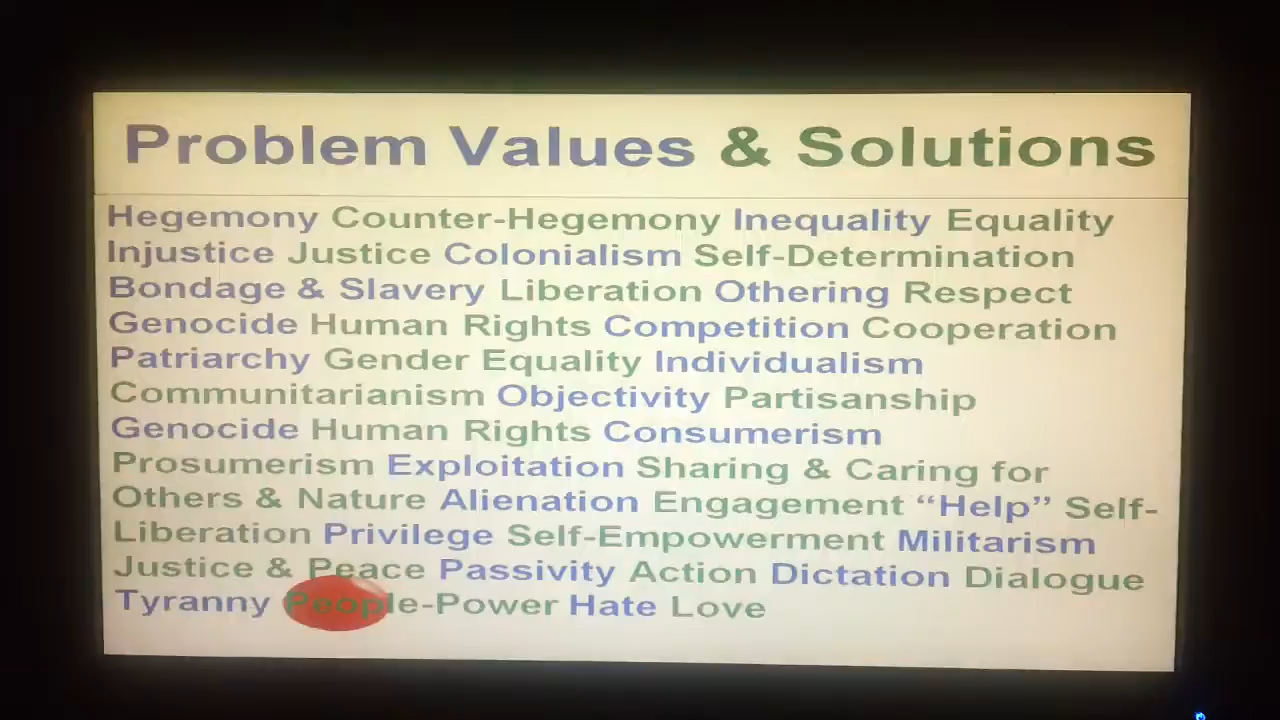 Problem Values & Solutions
Hegemony Counter-Hegemony Inequality Equality
Injustice Justice Colonialism Self-Determination
Bondage & Slavery Liberation Othering Respect
Genocide Human Rights Competition Cooperation
Patriarchy Gender Equality Individualism
Communitarianism Objectivity Partisanship
Genocide Human Rights Consumerism
Prosumerism Exploitation Sharing & Caring for
Others & Nature Alienation Engagement “Help” Self-
Liberation Privilege Self-Empowerment Militarism
Justice & Peace Passivity Action Dictation Dialogue
Tyranny People-Power Hate Love